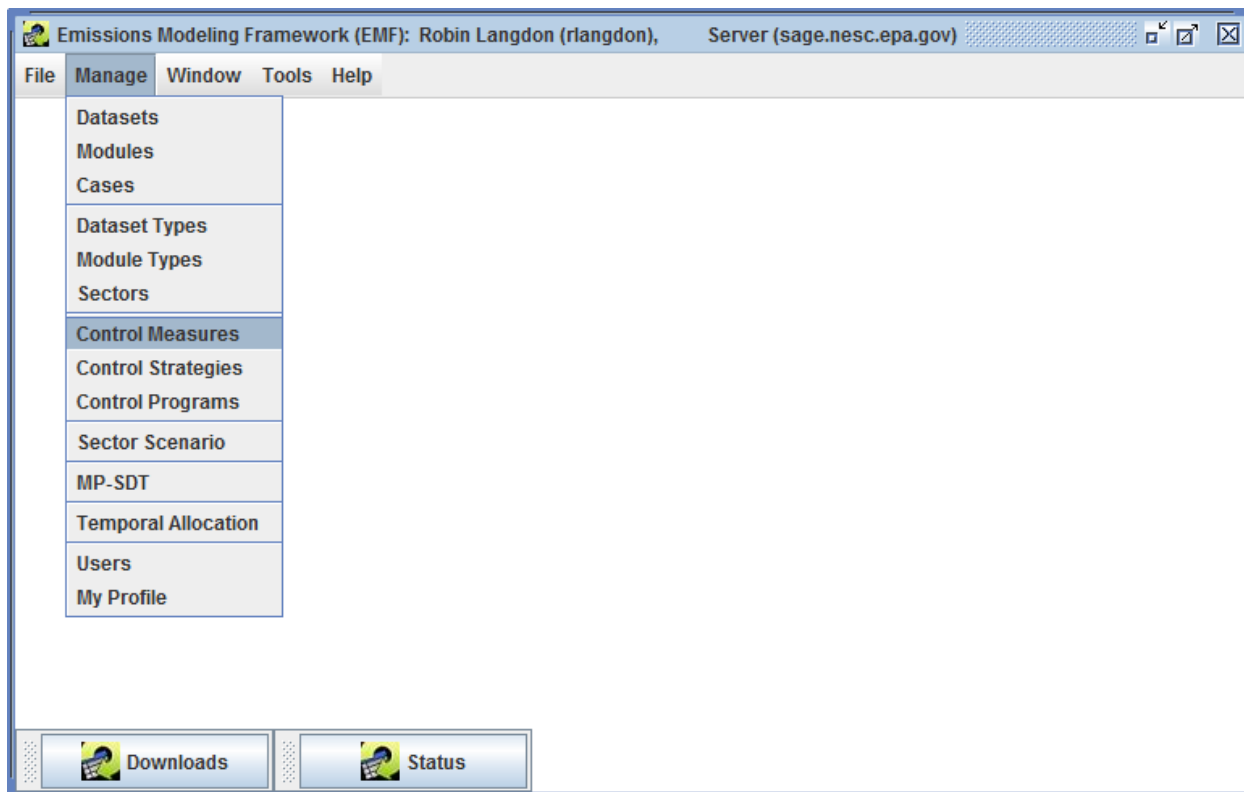 Emissions Modeling Framework (EMF): Robin Langdon (rlangdon), Server (sage.nesc.epa.gov)
File Manage Window Tools Help
Datasets
Modules
Cases
Dataset Types
Module Types
Sectors
Control Measures
Control Strategies
Control Programs
Sector Scenario
MP-SDT
Temporal Allocation
Users
My Profile
Downloads Status